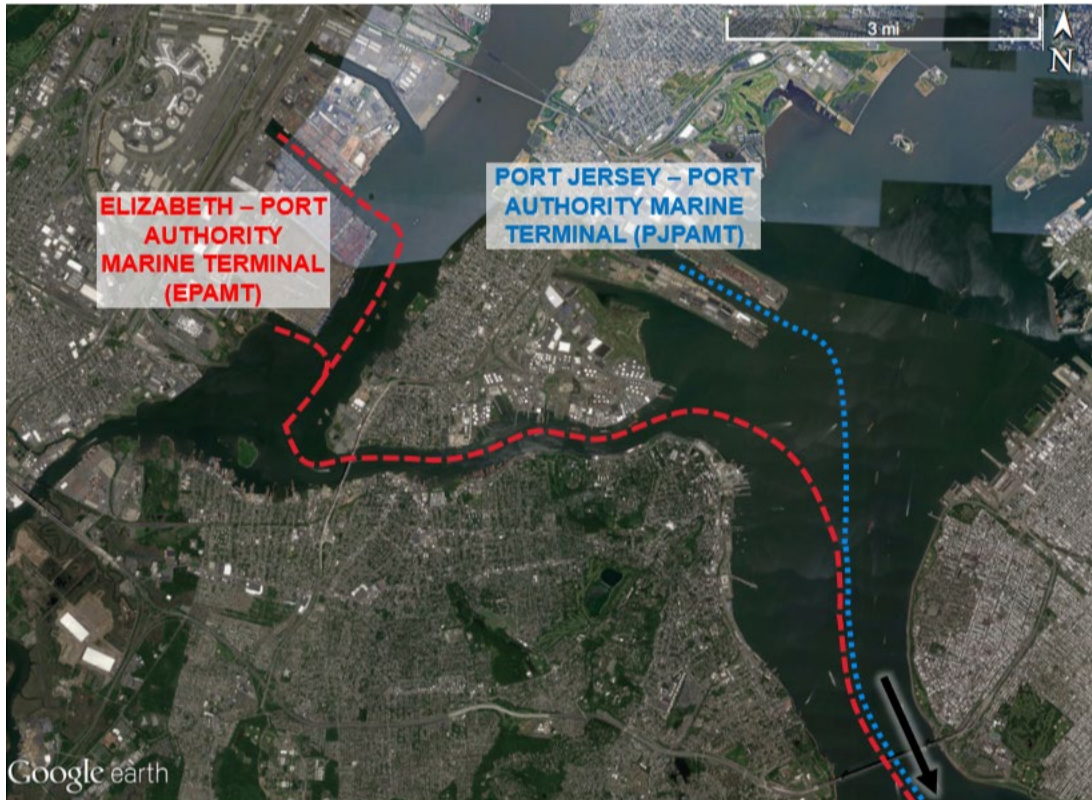 3 mi
N
ELIZABETH – PORT
AUTHORITY
MARINE TERMINAL
(EPAMT)
PORT JERSEY – PORT
AUTHORITY MARINE
TERMINAL (PJPAMT)
Google earth